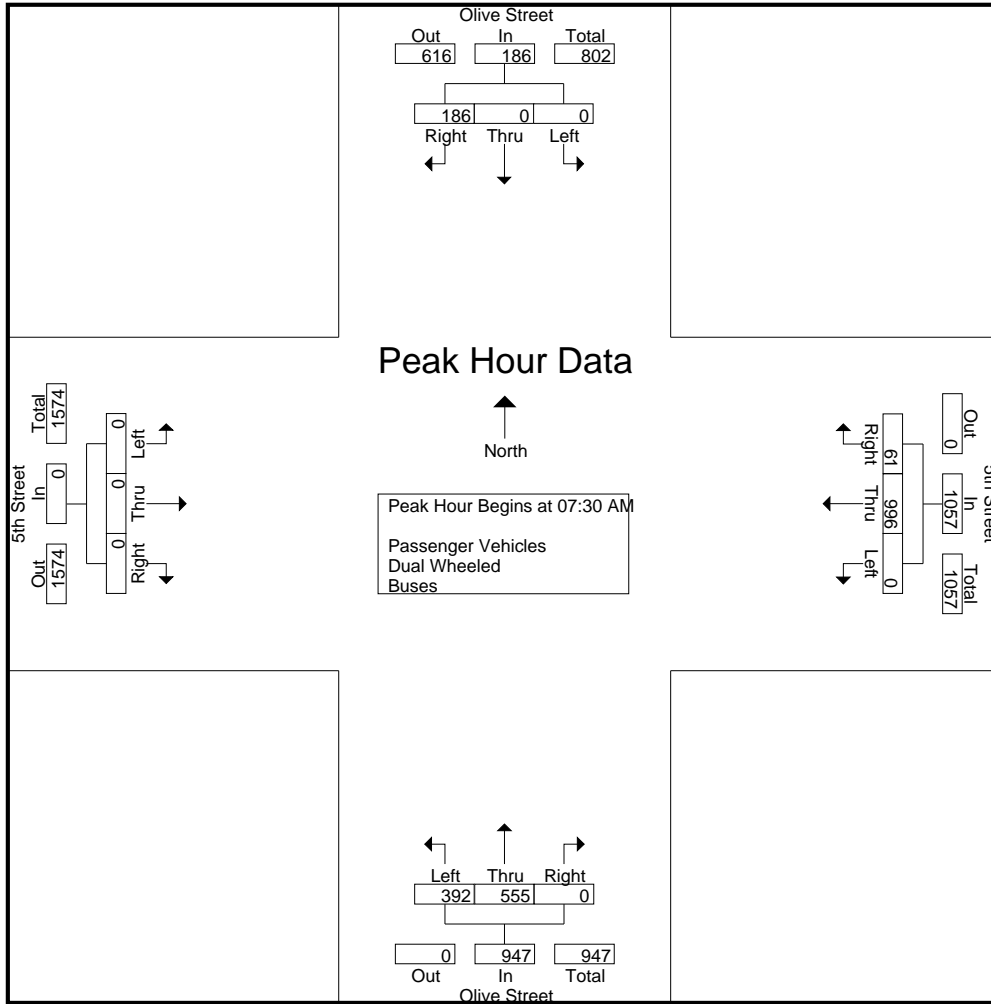 Olive Street
Out In Total
616 186 802
186 0 0
Right Thru Left
Peak Hour Data
North
Peak Hour Begins at 07:30 AM
Passenger Vehicles
Dual Wheeled
Buses
5th Street
Out In Total
1574 0 1574
Left Thru Right
0 0 0
5th Street
Out In Total
0 1057 1057
Right Thru Left
61 996 0
Left Thru Right
392 555 0
0 947 947
Out In Total
Olive Street